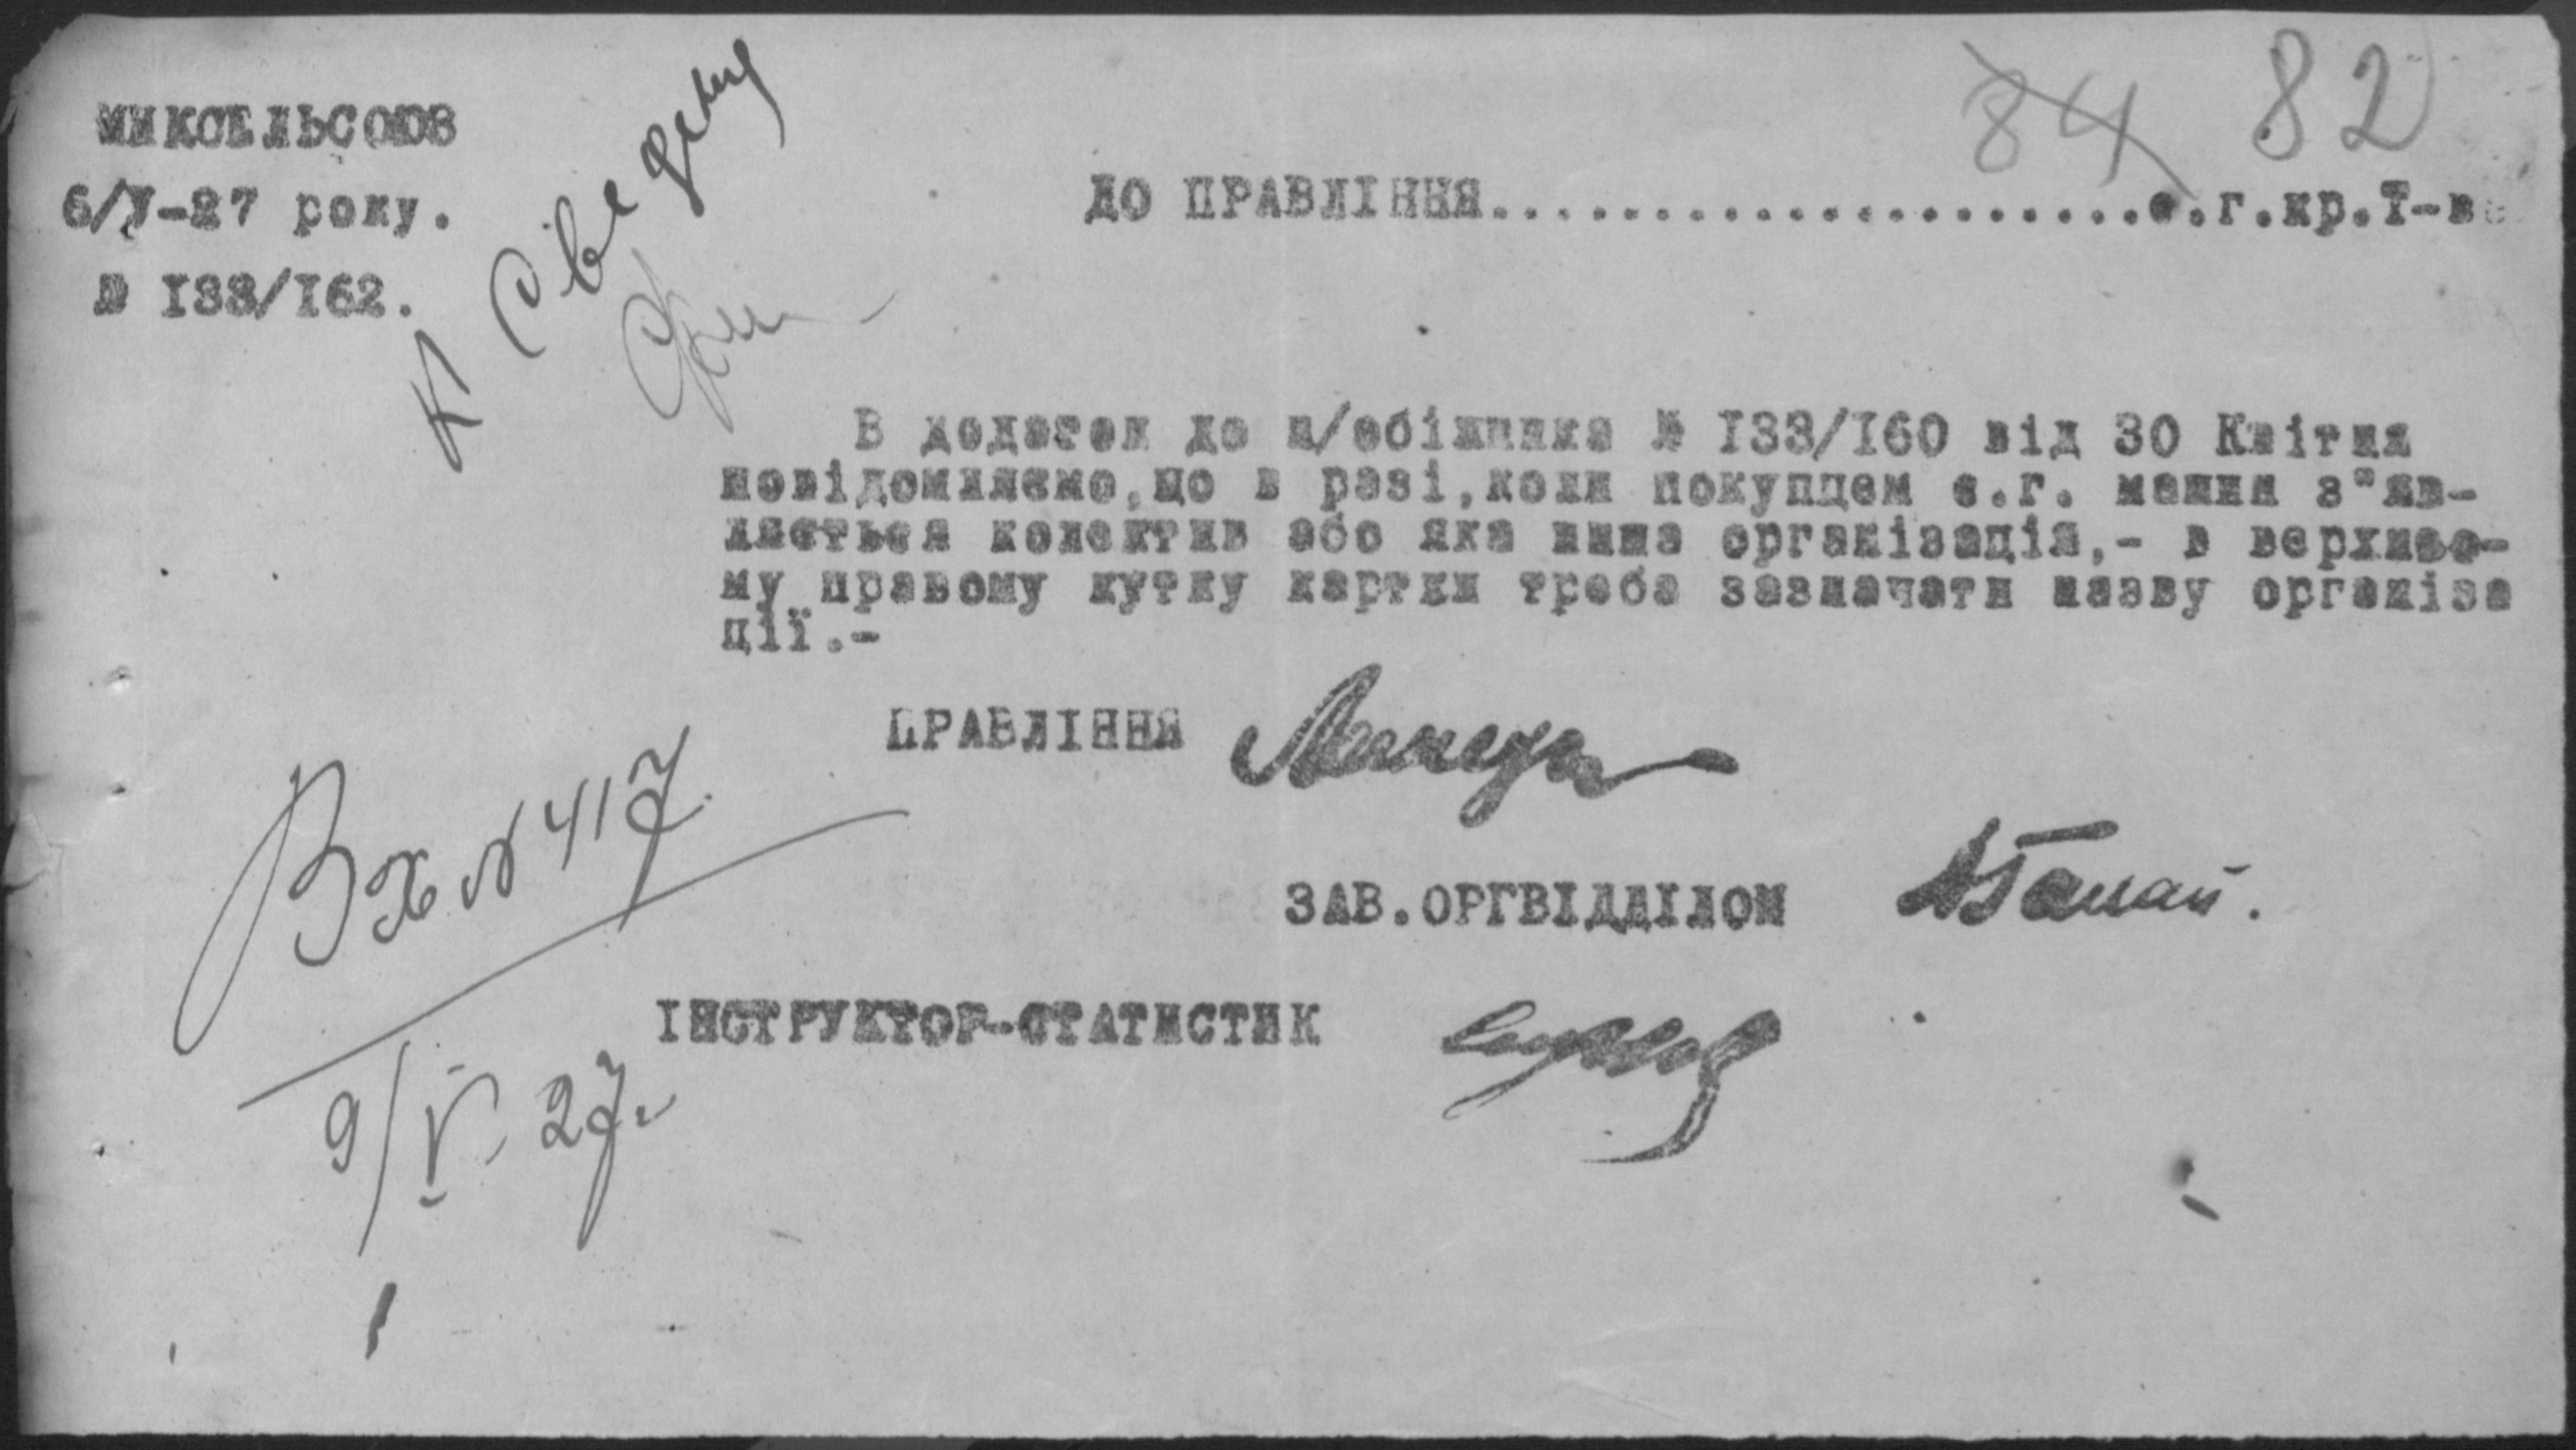 84 82
МИКСЕЛЬСОЮЗ
6/V-27 року.
№ 133/162.
К сведению
ДО ПРАВЛІННЯ........................с.г.кр.Т-ва
В додаток до н/обіжника № 133/160 від 30 Квітня
повідомляємо,що в разі,коли покупцем с.г. машин з"яв-
ляється колектив або яка инша організація,- в верхньо-
му правому кутку картки треба зазначати назву організа
ції.-
ПРАВЛІННЯ
ЗАВ.ОРГВІДДІЛОМ
ІНСТРУКТОР-СТАТИСТИК
Вх № 417
9/V 27.